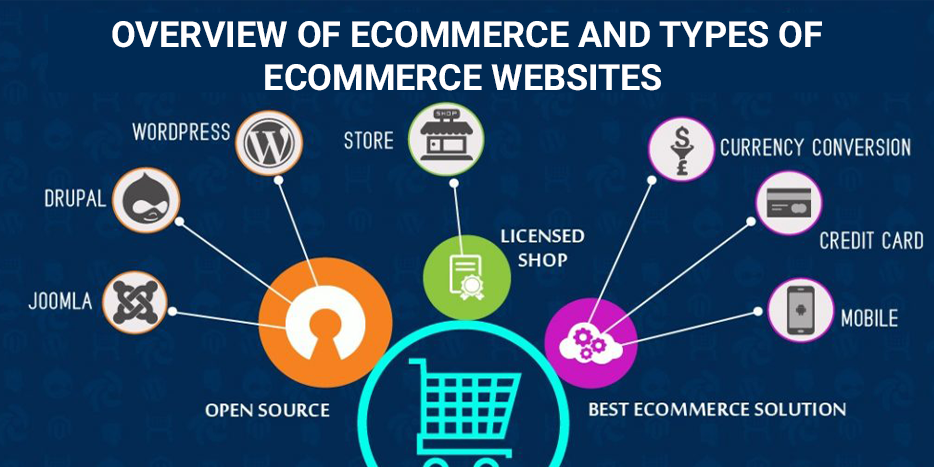 OVERVIEW OF ECOMMERCE AND TYPES OF
ECOMMERCE WEBSITES
WORDPRESS
DRUPAL
JOOMLA
OPEN SOURCE
STORE
SHOP
LICENSED
SHOP
CURRENCY CONVERSION
CREDIT CARD
MOBILE
BEST ECOMMERCE SOLUTION
$
£